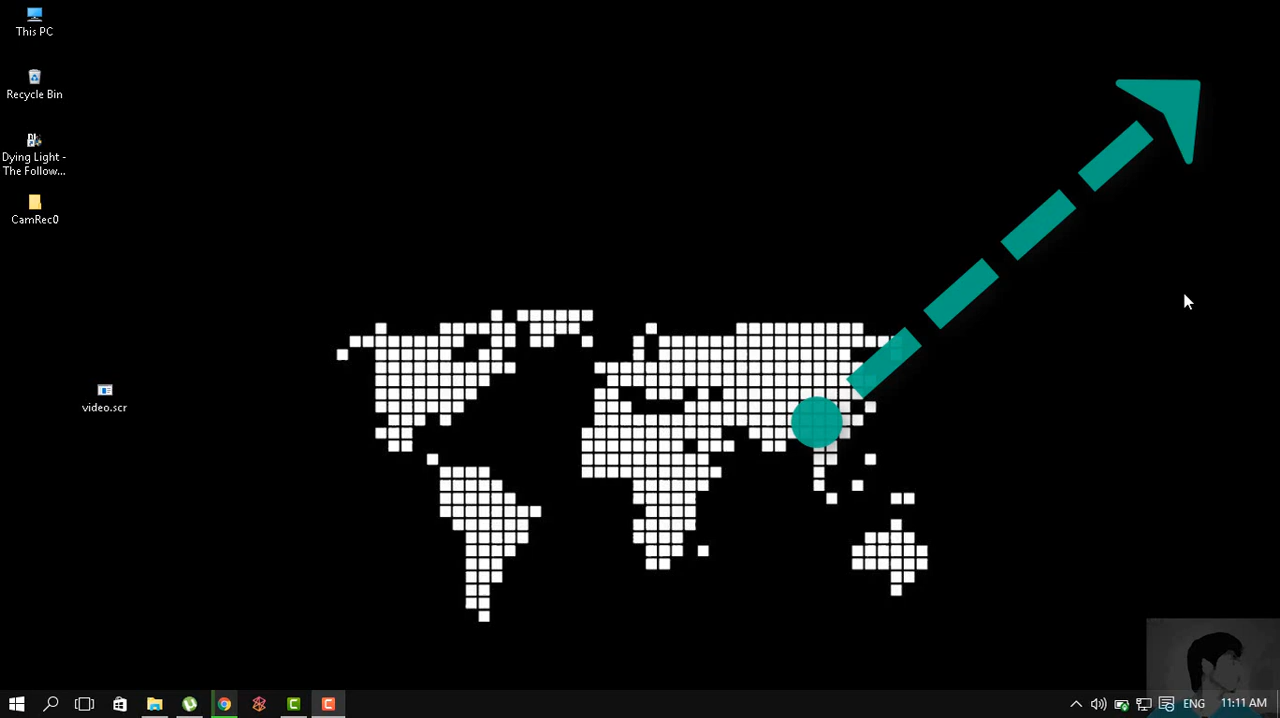 This PC
Recycle Bin
Dying Light -
The Follow...
CamRec0
video.scr
ENG
11:11 AM